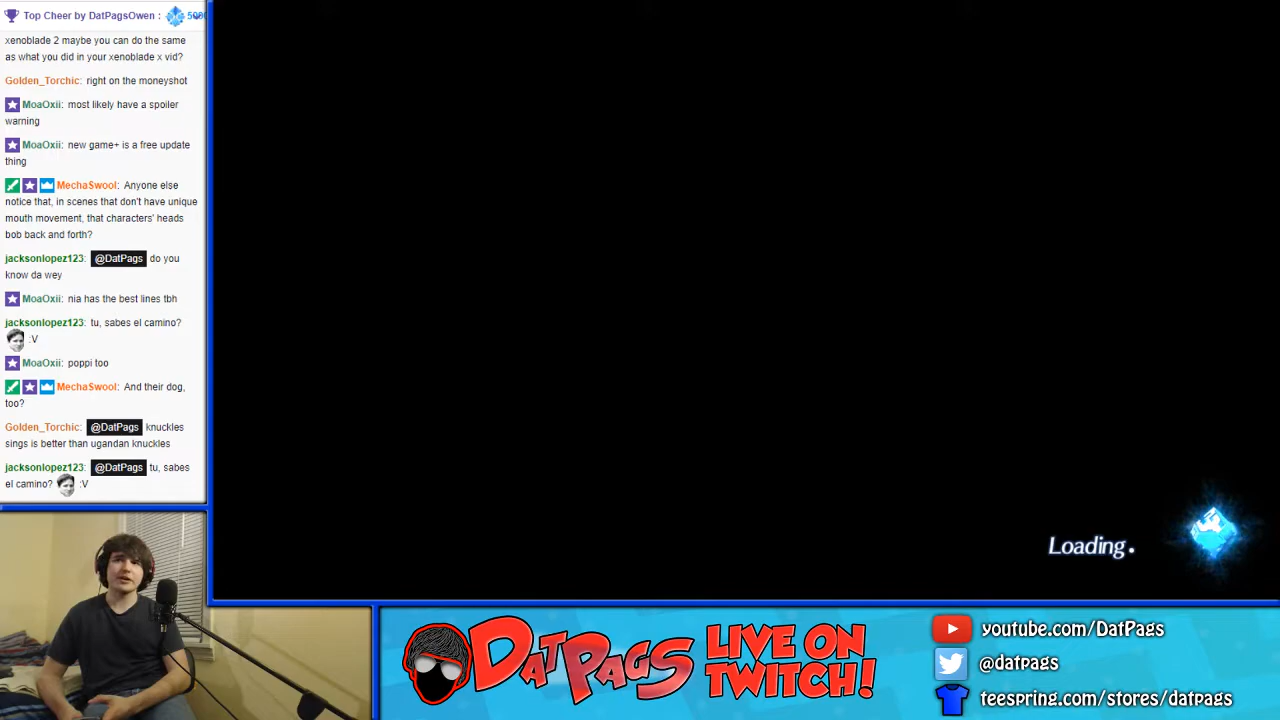 Top Cheer by DatPagsOwen :
xenoblade 2 maybe you can do the same
as what you did in your xenoblade x vid?
Golden_Torchic: right on the moneyshot
MoaOxii: most likely have a spoiler
warning
MoaOxii: new game+ is a free update
thing
MechaSwool: Anyone else
notice that, in scenes that don't have unique
mouth movement, that characters' heads
bob back and forth?
jacksonlopez123: @DatPags do you
know da wey
MoaOxii: nia has the best lines tbh
jacksonlopez123: tu, sabes el camino?
:V
MoaOxii: poppi too
MechaSwool: And their dog,
too?
Golden_Torchic: @DatPags knuckles
sings is better than ugandan knuckles
jacksonlopez123: @DatPags tu, sabes
el camino? :V
Loading.
DATPAGS LIVE ON
TWITCH!
youtube.com/DatPags
@datpags
teespring.com/stores/datpags